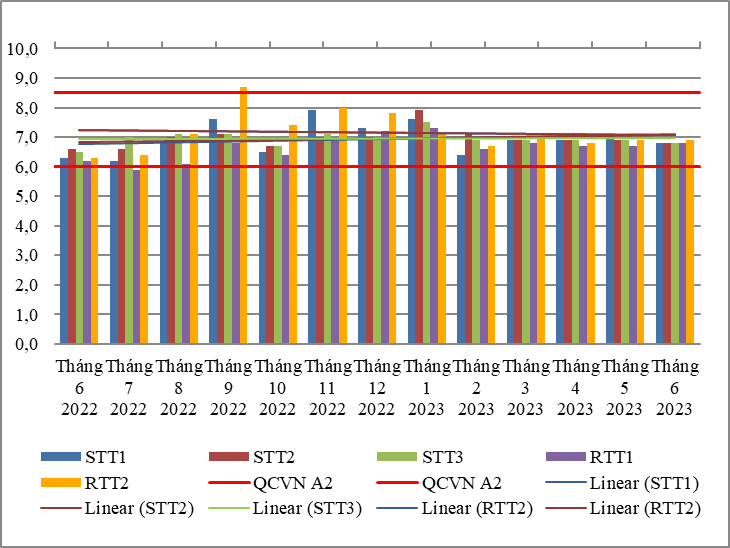 10,0
9,0
8,0
7,0
6,0
5,0
4,0
3,0
2,0
1,0
0,0
Tháng Tháng Tháng Tháng Tháng Tháng Tháng Tháng Tháng Tháng Tháng Tháng Tháng
6 7 8 9 10 11 12 1 2 3 4 5 6
2022 2022 2022 2022 2022 2022 2022 2023 2023 2023 2023 2023 2023
STT1 STT2 STT3 RTT1
RTT2 QCVN A2 QCVN A2 Linear (STT1)
Linear (STT2) Linear (STT3) Linear (RTT2) Linear (RTT2)